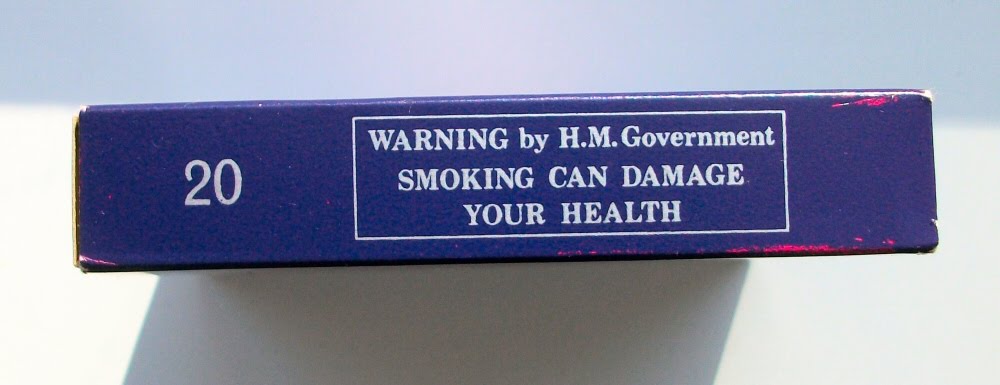 20
WARNING by H.M. Government
SMOKING CAN DAMAGE
YOUR HEALTH